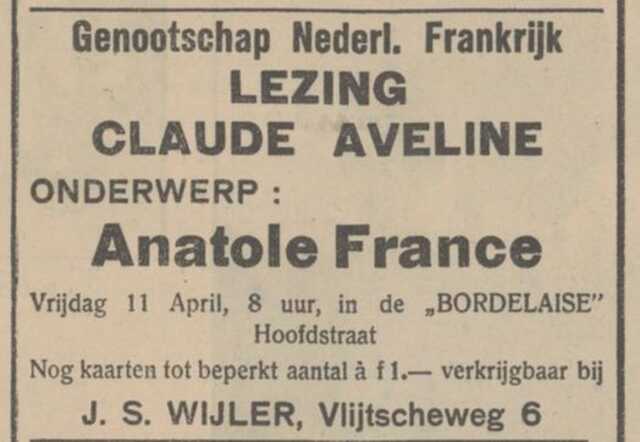 Genootschap Nederl. Frankrijk
LEZING
CLAUDE AVELINE
ONDERWERP :
Anatole France
Vrijdag 11 April, 8 uur, in de „BORDELAISE”
Hoofdstraat
Nog kaarten tot beperkt aantal à f 1.— verkrijgbaar bij
J. S. WIJLER, Vlijtscheweg 6